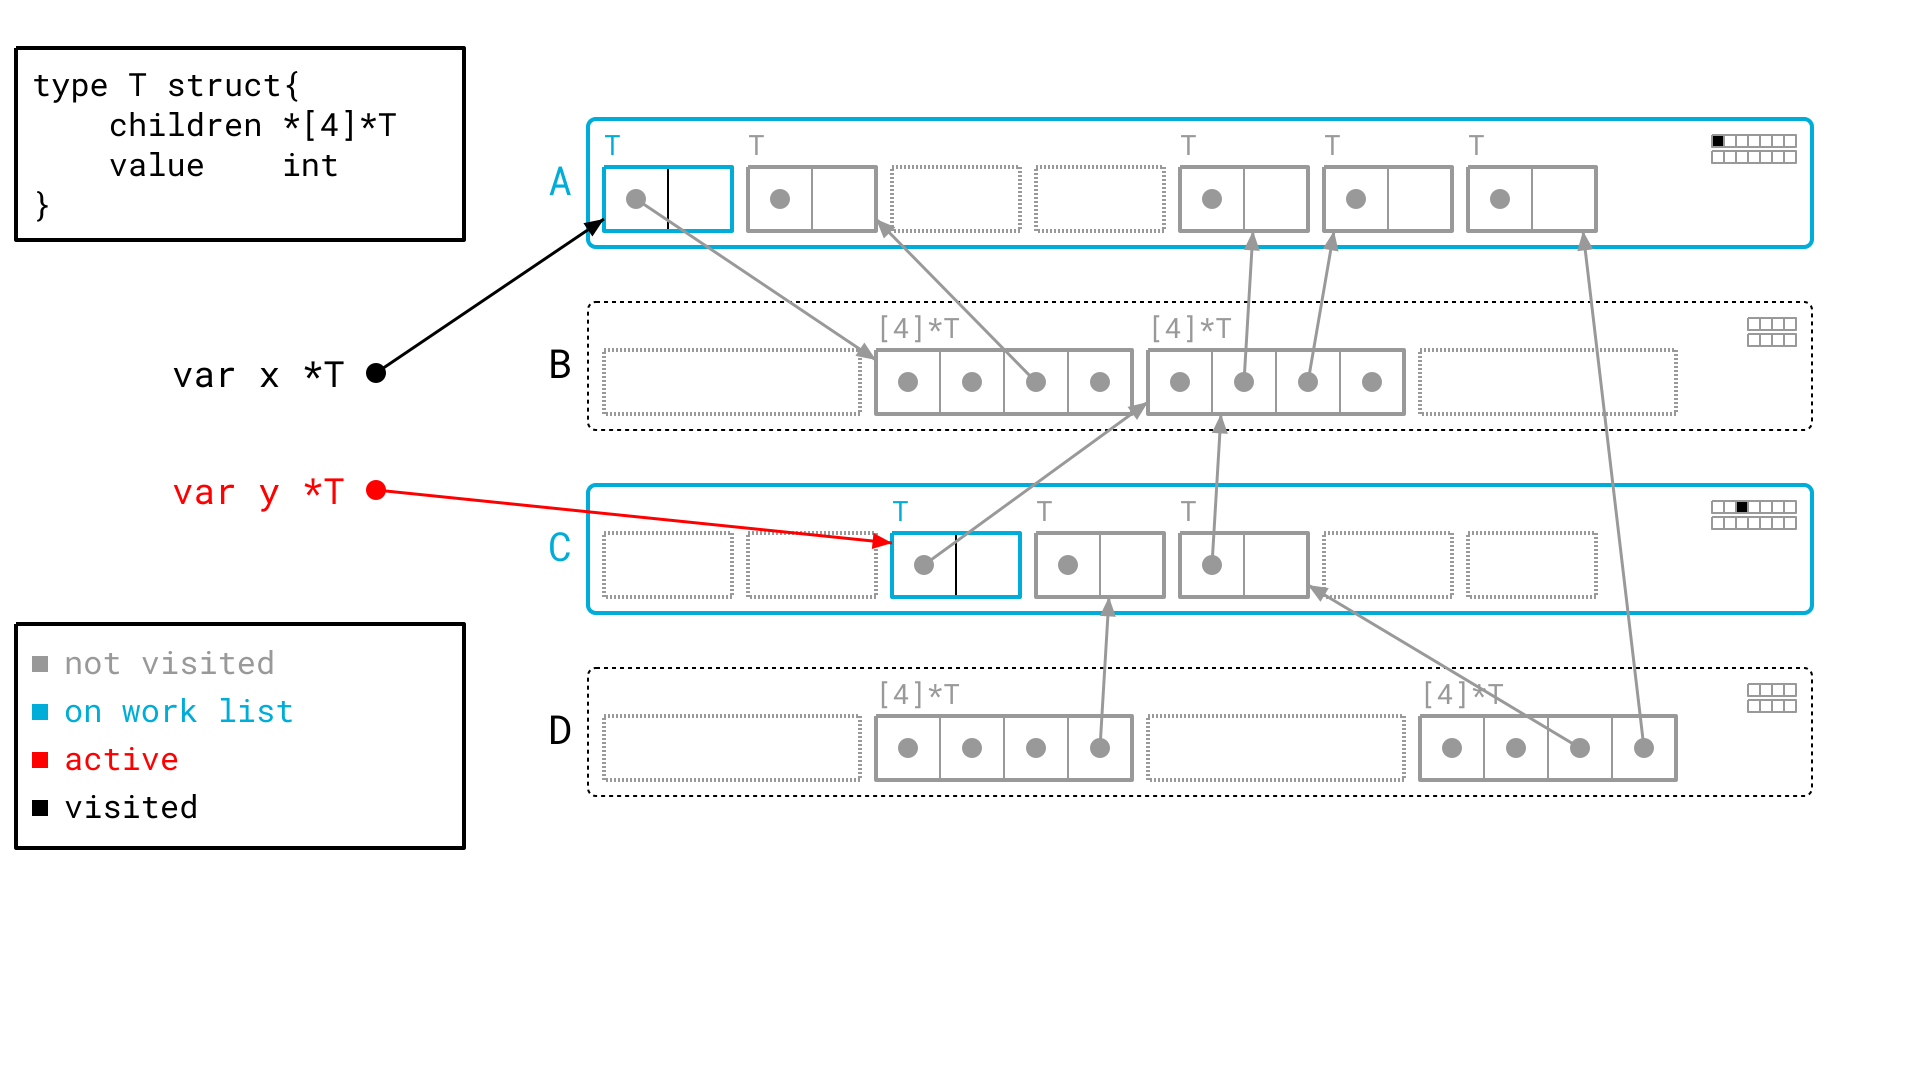 type T struct{
    children *[4]*T
    value    int
}
var x *T
var y *T
not visited
on work list
active
visited
A
T T T T T
B
[4]*T [4]*T
C
T T T
D
[4]*T [4]*T